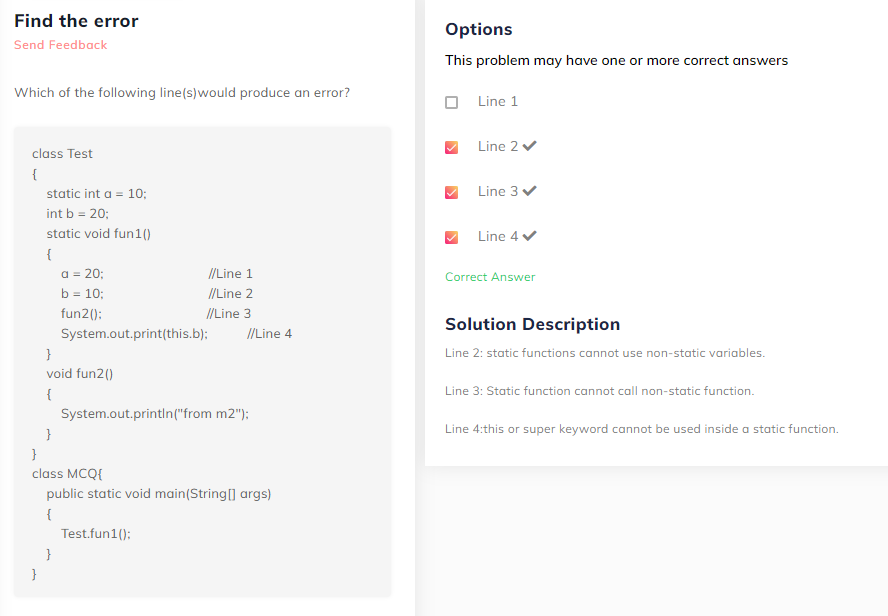 Find the error
Send Feedback
Which of the following line(s)would produce an error?
class Test
{
static int a = 10;
int b = 20;
static void fun1()
{
a = 20; //Line 1
b = 10; //Line 2
fun2(); //Line 3
System.out.print(this.b); //Line 4
}
void fun2()
{
System.out.println("from m2");
}
}
class MCQ{
public static void main(String[] args)
{
Test.fun1();
}
}
Options
This problem may have one or more correct answers
Line 1
Line 2
Line 3
Line 4
Correct Answer
Solution Description
Line 2: static functions cannot use non-static variables.
Line 3: Static function cannot call non-static function.
Line 4:this or super keyword cannot be used inside a static function.